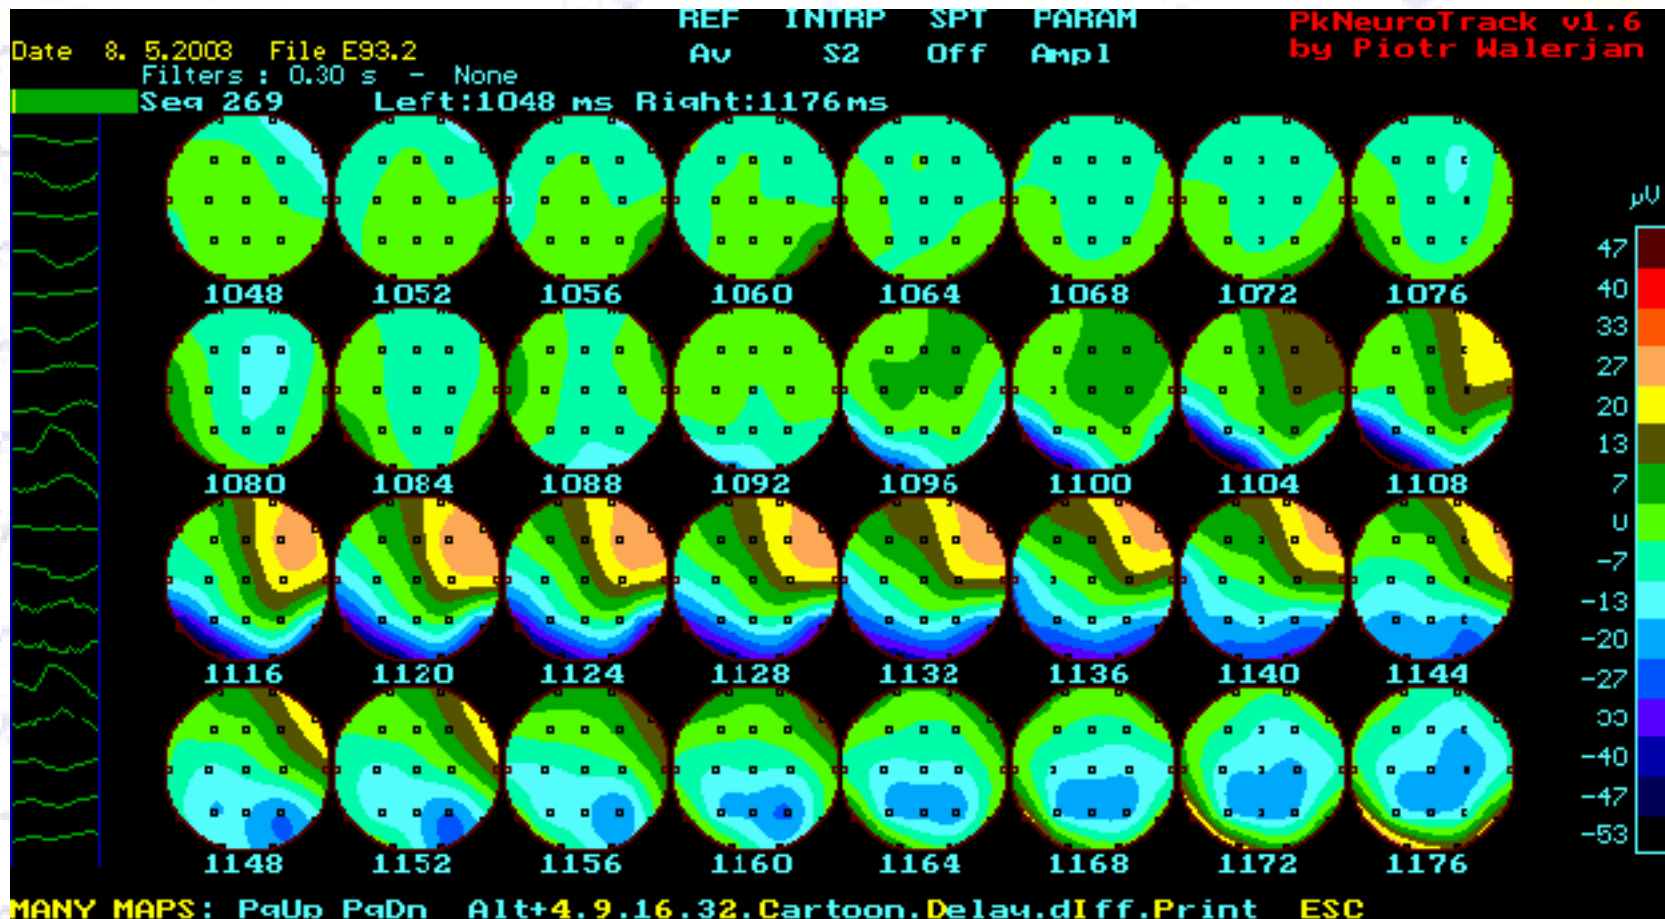 REF INTRP SPT PARAM PkNeuroTrack v1.6
Date 8. 5.2003 File E93.2 Av S2 Off Ampl by Piotr Walerjan
Filters : 0.30 s - None
Seq 269 Left:1048 ms Right:1176ms
µV
47
1048 1052 1056 1060 1064 1068 1072 1076
40
33
27
20
13
1080 1084 1088 1092 1096 1100 1104 1108
7
0
-7
-13
-20
1116 1120 1124 1128 1132 1136 1140 1144
-27
-40
-47
-53
1148 1152 1156 1160 1164 1168 1172 1176
MANY MAPS: PgUp PgDn Alt+4.9.16.32.Cartoon.Delay.dIff.Print ESC